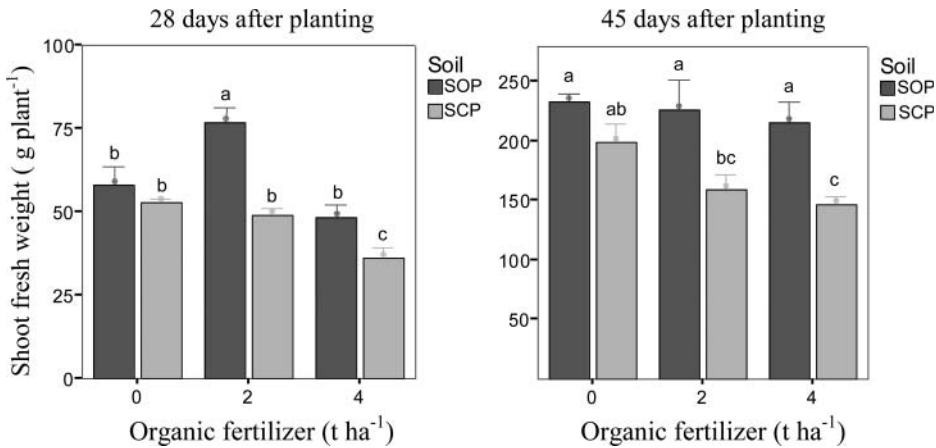 28 days after planting
45 days after planting
Shoot fresh weight ( g plant⁻¹)
100
75
50
25
0
b
b
a
b
b
c
0
2
4
Organic fertilizer (t ha⁻¹)
Soil
SOP
SCP
250
200
150
100
50
a
ab
a
bc
a
c
0
2
4
Organic fertilizer (t ha⁻¹)
Soil
SOP
SCP